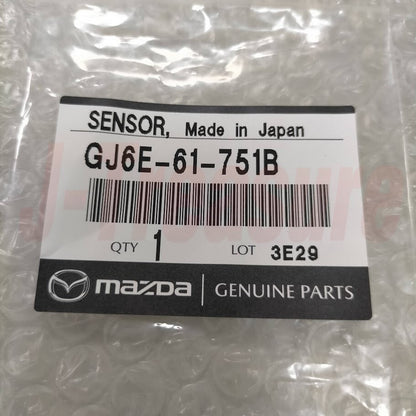 SENSOR, Made in Japan
GJ6E-61-751B
QTY 1 LOT 3E29
mazda GENUINE PARTS